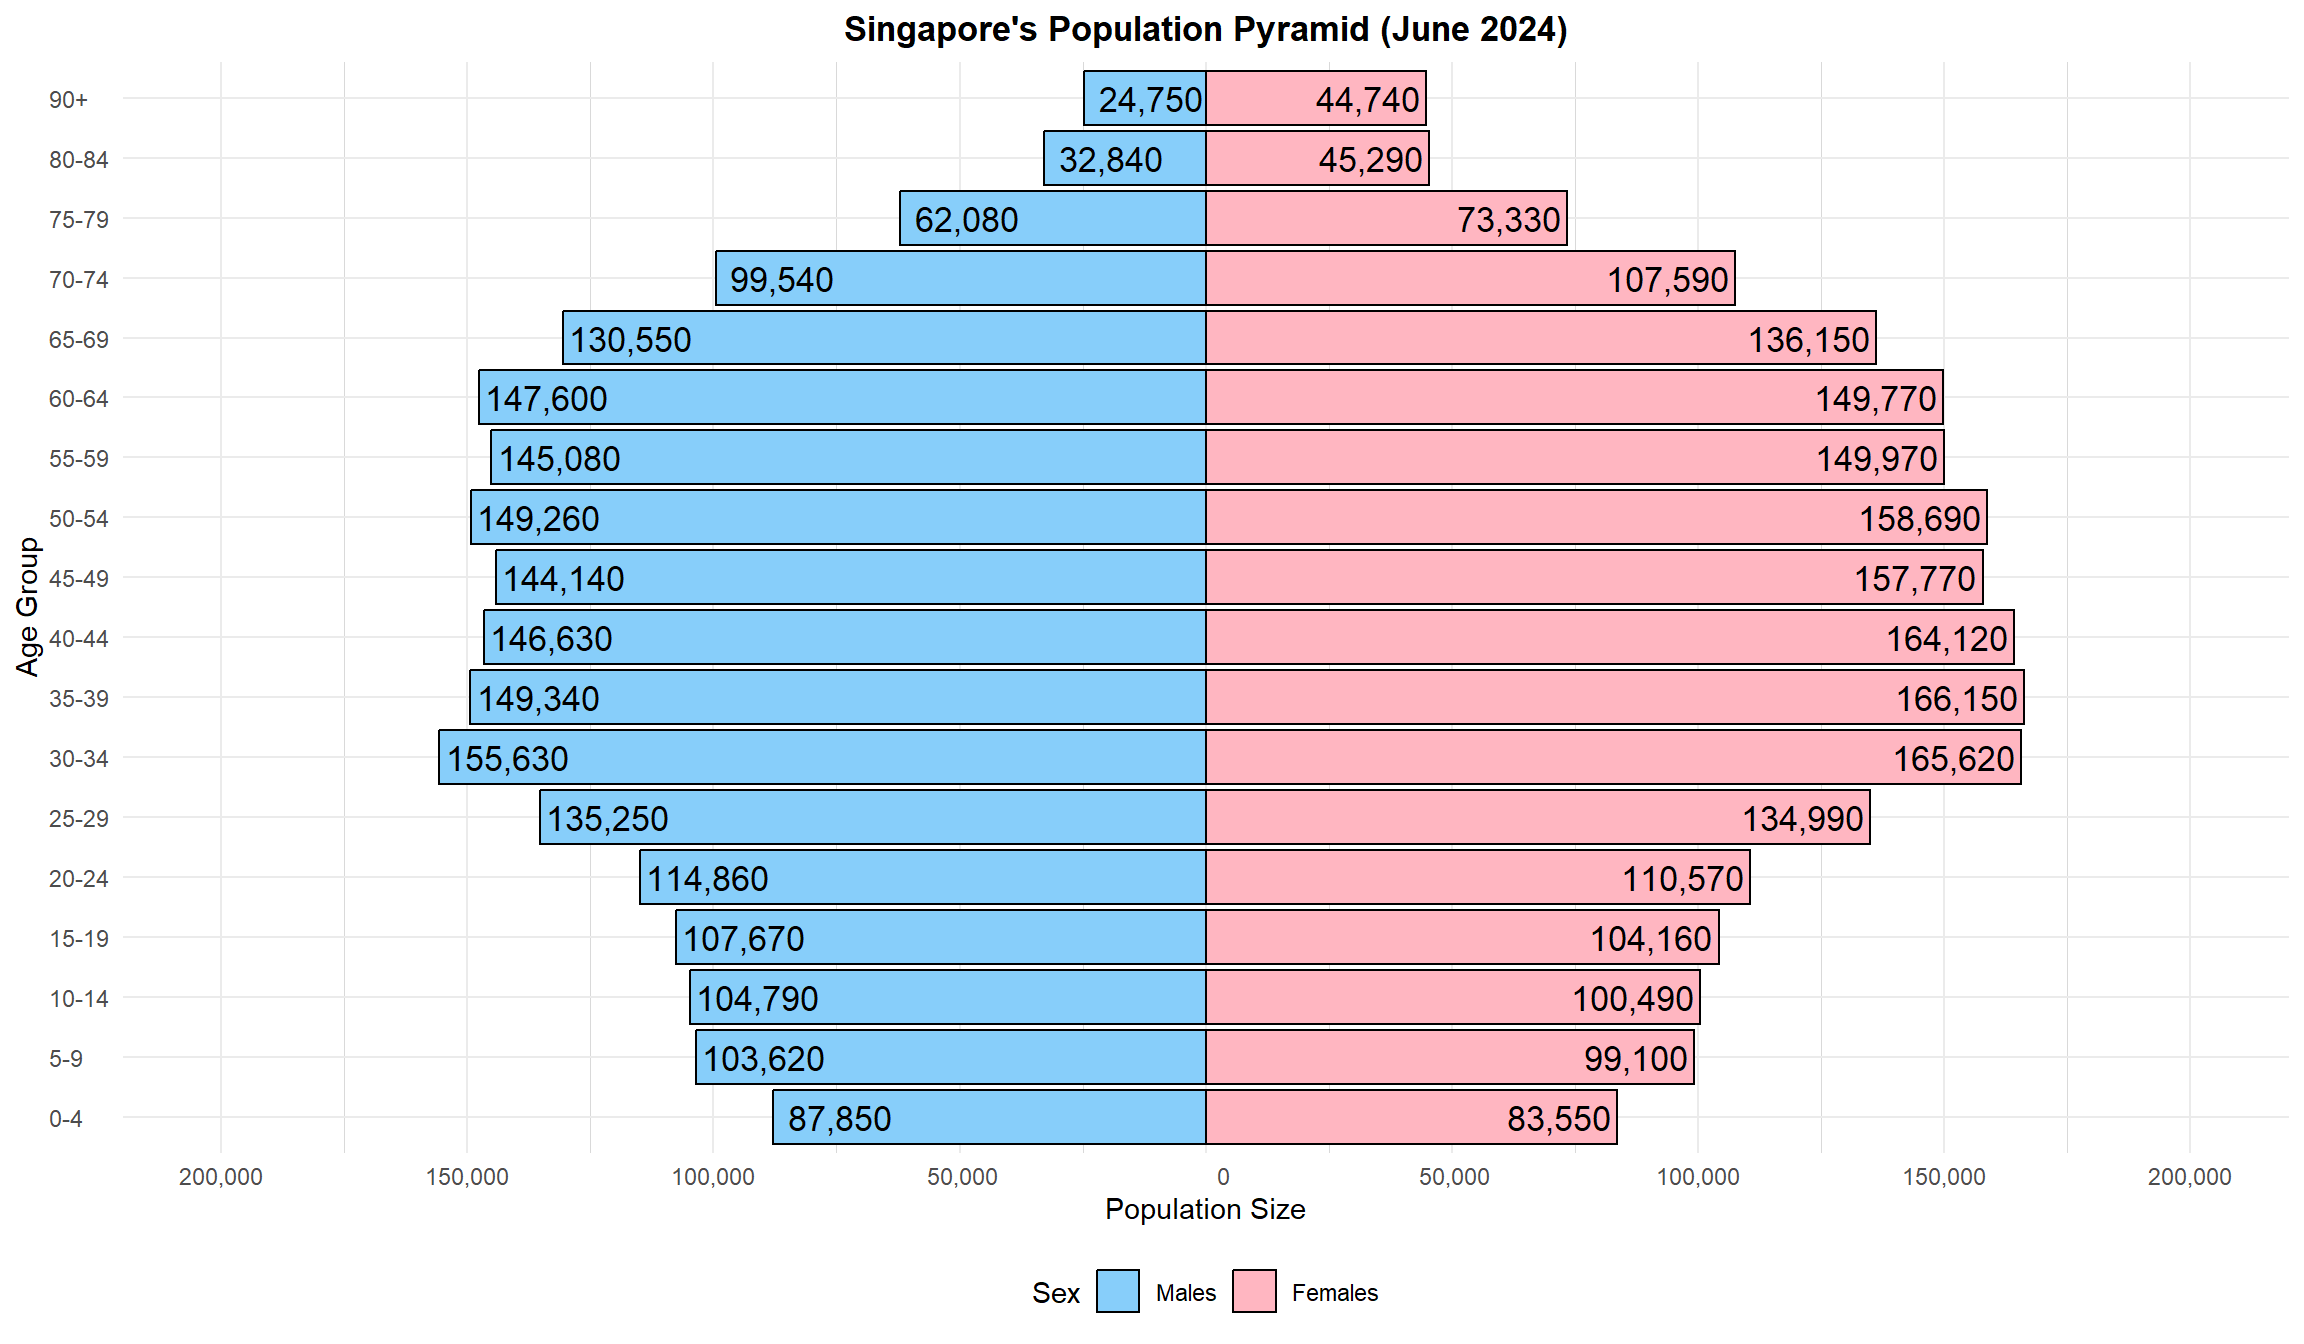 Singapore's Population Pyramid (June 2024)
90+ 24,750 44,740
80-84 32,840 45,290
75-79 62,080 73,330
70-74 99,540 107,590
65-69 130,550 136,150
60-64 147,600 149,770
55-59 145,080 149,970
50-54 149,260 158,690
45-49 144,140 157,770
Age Group
40-44 146,630 164,120
35-39 149,340 166,150
30-34 155,630 165,620
25-29 135,250 134,990
20-24 114,860 110,570
15-19 107,670 104,160
10-14 104,790 100,490
5-9 103,620 99,100
0-4 87,850 83,550
200,000 150,000 100,000 50,000 0 50,000 100,000 150,000 200,000
Population Size
Sex Males Females